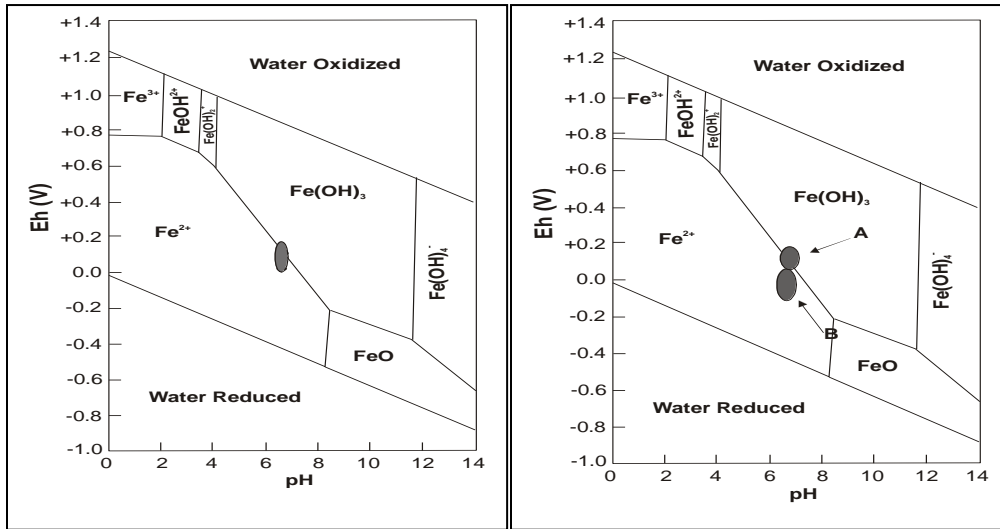 +1.4
+1.2
+1.0
+0.8
+0.6
+0.4
+0.2
0.0
-0.2
-0.4
-0.6
-0.8
-1.0
Eh (V)
Water Oxidized
Fe³⁺
FeOH²⁺
Fe(OH)₂⁺
Fe(OH)₃
Fe²⁺
Fe(OH)₄⁻
FeO
Water Reduced
0 2 4 6 8 10 12 14
pH
+1.4
+1.2
+1.0
+0.8
+0.6
+0.4
+0.2
0.0
-0.2
-0.4
-0.6
-0.8
-1.0
Eh (V)
Water Oxidized
Fe³⁺
FeOH²⁺
Fe(OH)₂⁺
Fe(OH)₃
A
Fe²⁺
Fe(OH)₄⁻
B
FeO
Water Reduced
0 2 4 6 8 10 12 14
pH